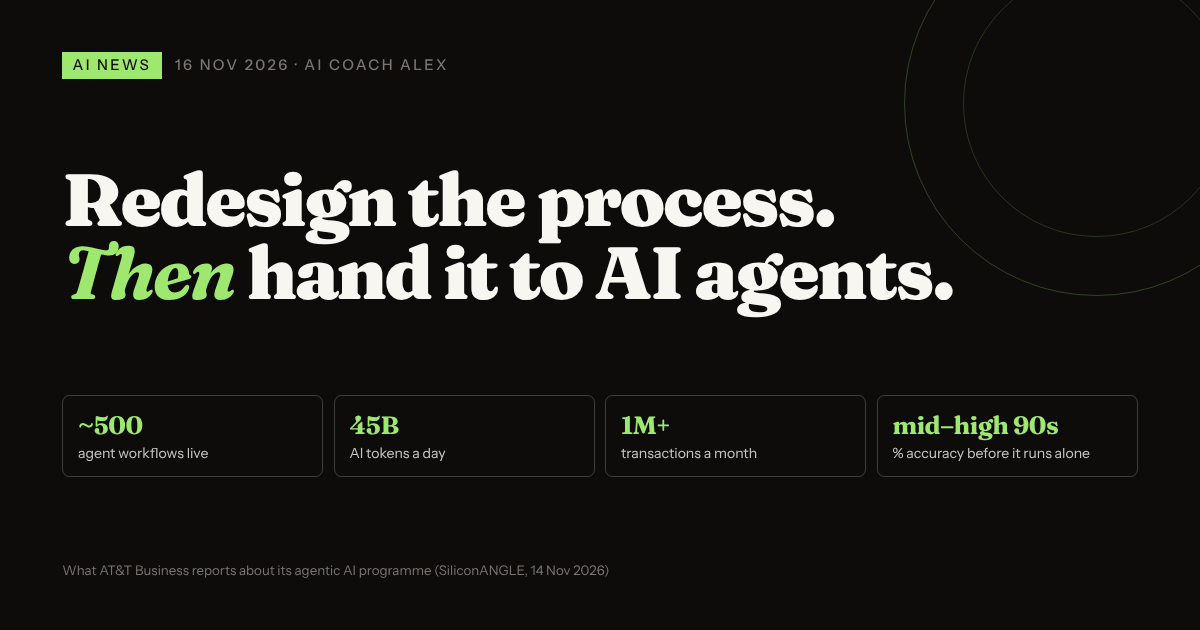 AI NEWS 16 NOV 2026 · AI COACH ALEX
Redesign the process.
Then hand it to AI agents.
~500
agent workflows live
45B
AI tokens a day
1M+
transactions a month
mid–high 90s
% accuracy before it runs alone
What AT&T Business reports about its agentic AI programme (SiliconANGLE, 14 Nov 2026)